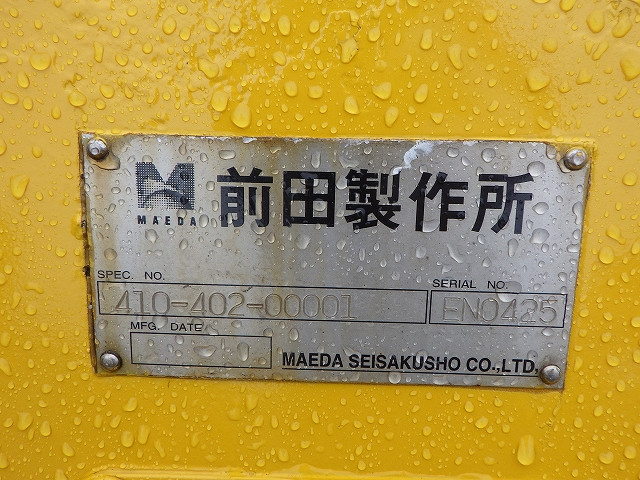 MAEDA
前田製作所
SPEC. NO.
SERIAL NO.
410-402-00001
EN0425
MFG. DATE
MAEDA SEISAKUSHO CO.,LTD.